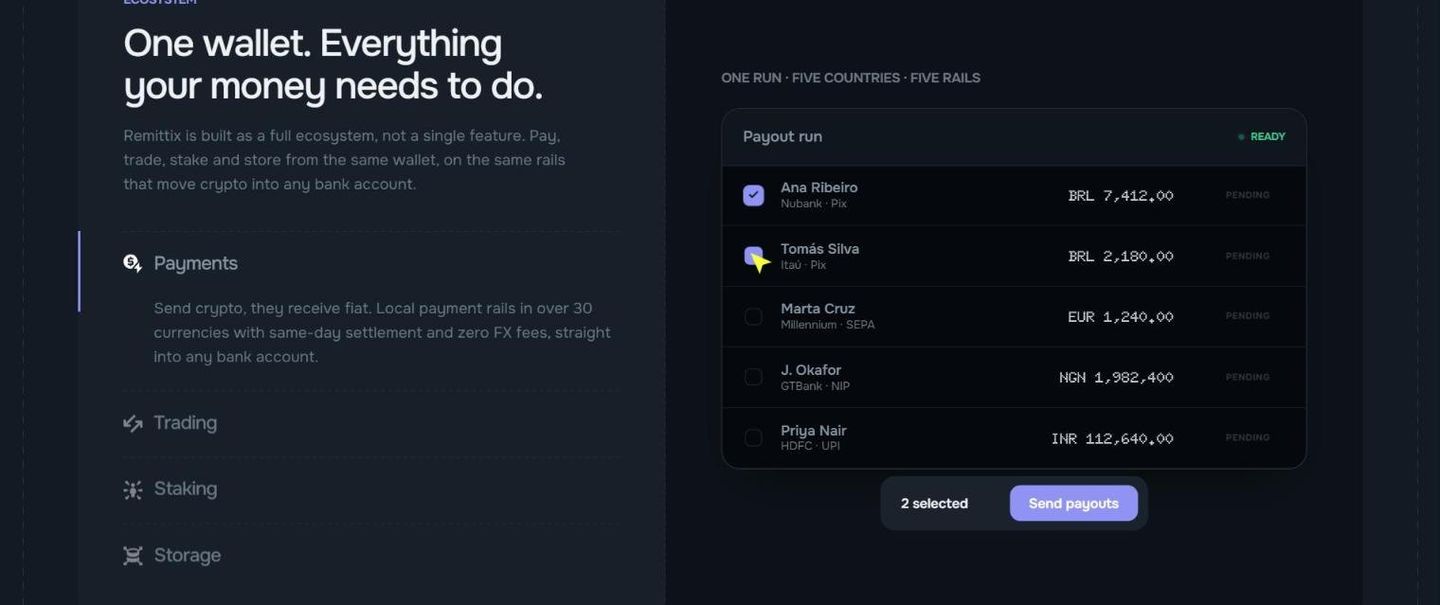 ECOSYSTEM
One wallet. Everything
your money needs to do.
Remittix is built as a full ecosystem, not a single feature. Pay,
trade, stake and store from the same wallet, on the same rails
that move crypto into any bank account.
Payments
Send crypto, they receive fiat. Local payment rails in over 30
currencies with same-day settlement and zero FX fees, straight
into any bank account.
Trading
Staking
Storage
ONE RUN · FIVE COUNTRIES · FIVE RAILS
Payout run
READY
Ana Ribeiro
Nubank · Pix
BRL 7,412.00
PENDING
Tomás Silva
Itaú · Pix
BRL 2,180.00
PENDING
Marta Cruz
Millennium · SEPA
EUR 1,240.00
PENDING
J. Okafor
GTBank · NIP
NGN 1,982,400
PENDING
Priya Nair
HDFC · UPI
INR 112,640.00
PENDING
2 selected
Send payouts